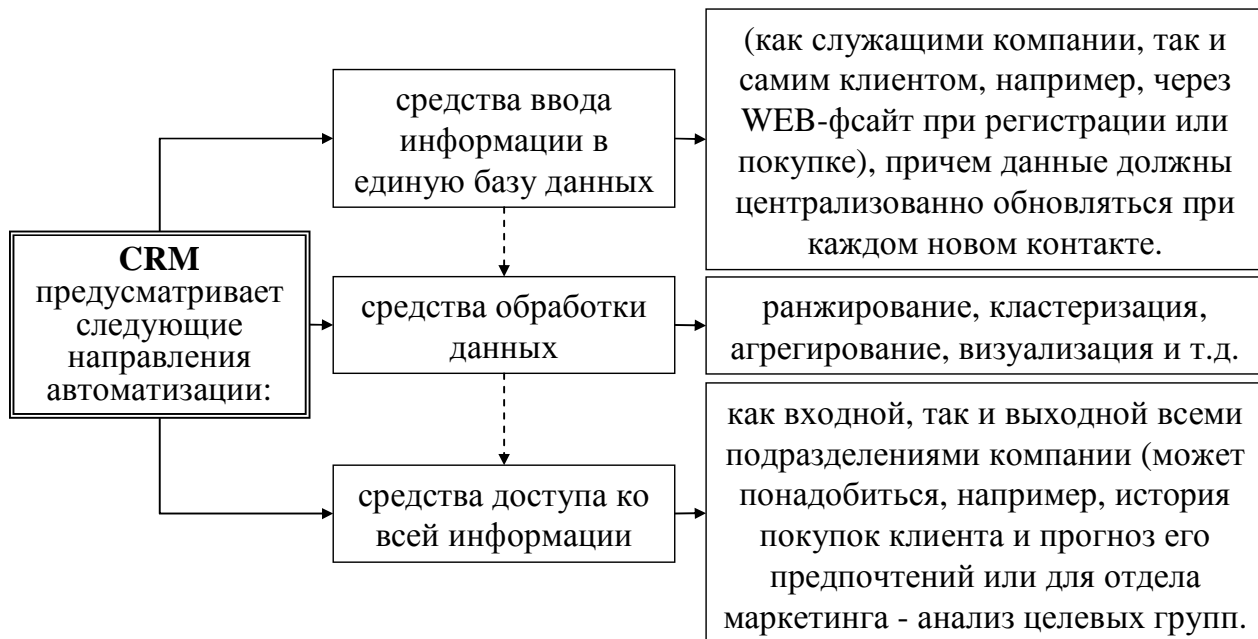 CRM
предусматривает
следующие
направления
автоматизации:
средства ввода
информации в
единую базу данных
(как служащими компании, так и
самим клиентом, например, через
WEB-фсайт при регистрации или
покупке), причем данные должны
централизованно обновляться при
каждом новом контакте.
средства обработки
данных
ранжирование, кластеризация,
агрегирование, визуализация и т.д.
средства доступа ко
всей информации
как входной, так и выходной всеми
подразделениями компании (может
понадобиться, например, история
покупок клиента и прогноз его
предпочтений или для отдела
маркетинга - анализ целевых групп.